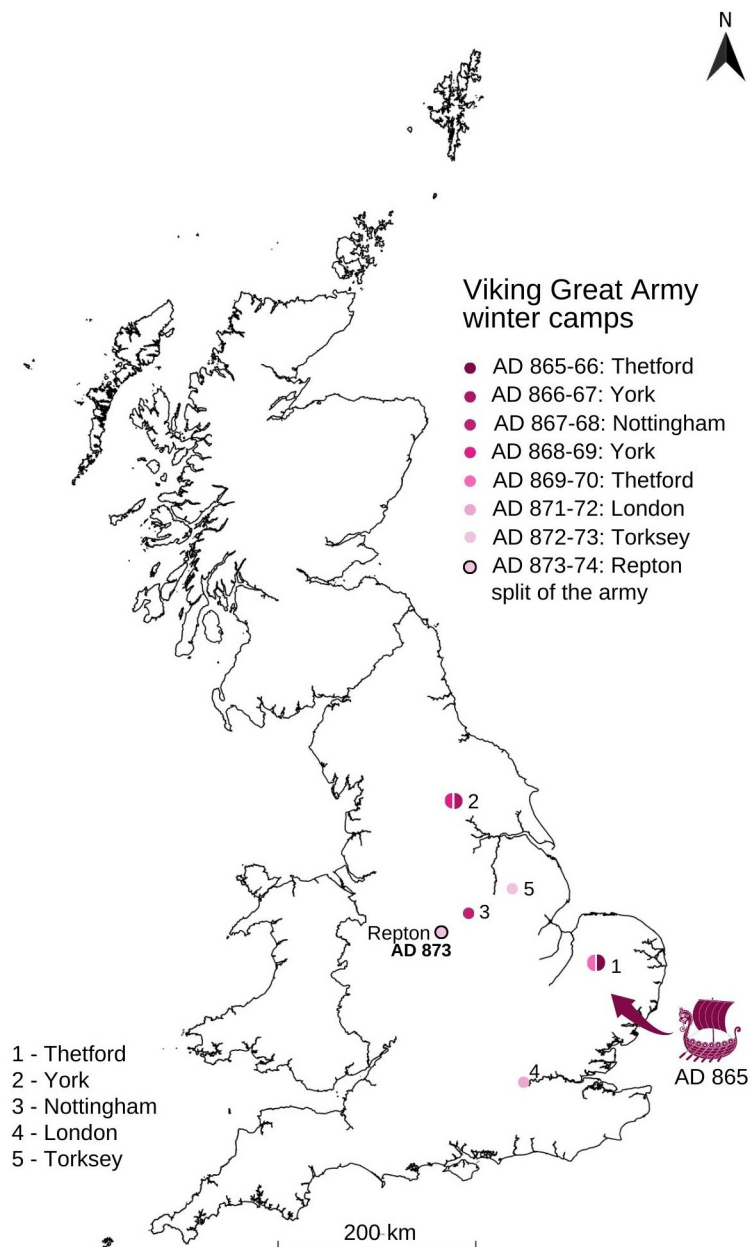 N
Viking Great Army
winter camps
AD 865-66: Thetford
AD 866-67: York
AD 867-68: Nottingham
AD 868-69: York
AD 869-70: Thetford
AD 871-72: London
AD 872-73: Torksey
AD 873-74: Repton
split of the army
2
5
3
Repton
AD 873
1
4
AD 865
1 - Thetford
2 - York
3 - Nottingham
4 - London
5 - Torksey
200 km